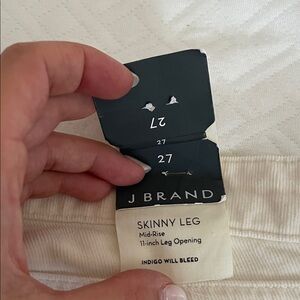 27
27
27
J BRAND
SKINNY LEG
Mid-Rise
11-inch Leg Opening
INDIGO WILL BLEED